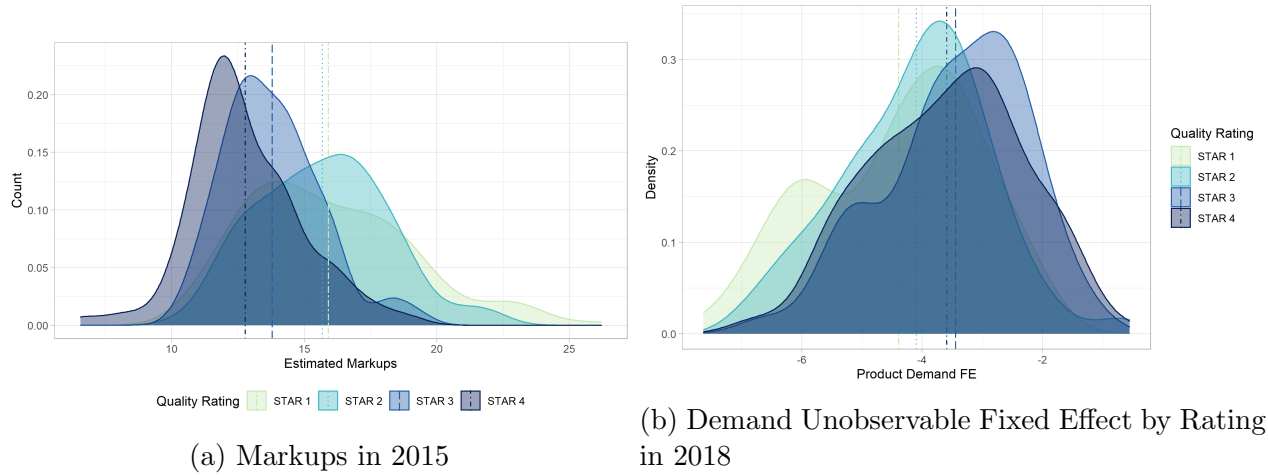 0.20
0.15
0.10
0.05
0.00
Count
10
15
20
25
Estimated Markups
Quality Rating
STAR 1
STAR 2
STAR 3
STAR 4
(a) Markups in 2015
0.3
0.2
0.1
0.0
Density
-6
-4
-2
Product Demand FE
Quality Rating
STAR 1
STAR 2
STAR 3
STAR 4
(b) Demand Unobservable Fixed Effect by Rating
in 2018